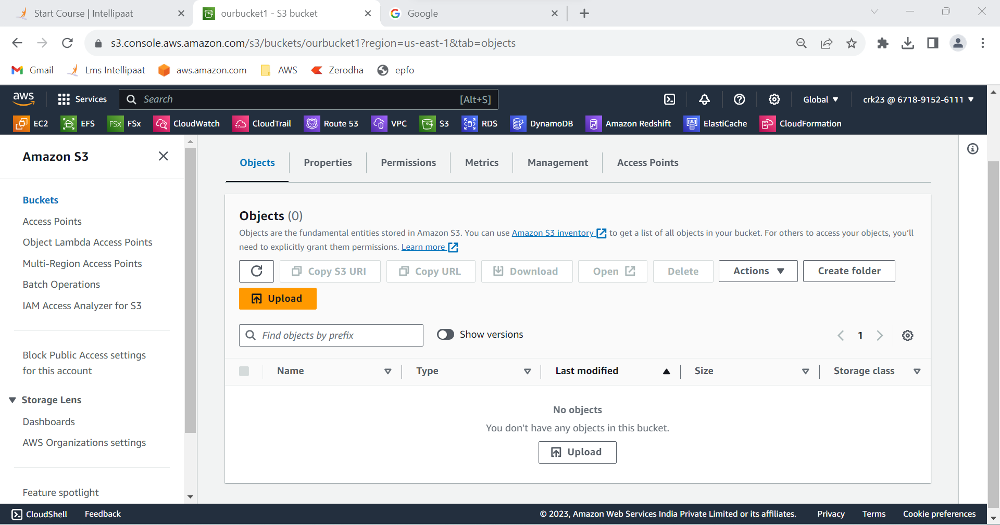 Start Course | Intellipaat
ourbucket1 - S3 bucket
Google
s3.console.aws.amazon.com/s3/buckets/ourbucket1?region=us-east-1&tab=objects
Gmail
Lms Intellipaat
aws.amazon.com
AWS
Zerodha
epfo
aws
Services
Search
[Alt+S]
Global
crk23 @ 6718-9152-6111
EC2
EFS
FSx
FSx
CloudWatch
CloudTrail
53
Route 53
VPC
S3
RDS
DynamoDB
Amazon Redshift
ElastiCache
CloudFormation
Amazon S3
Buckets
Access Points
Object Lambda Access Points
Multi-Region Access Points
Batch Operations
IAM Access Analyzer for S3
Block Public Access settings
for this account
Storage Lens
Dashboards
AWS Organizations settings
Feature spotlight
Objects
Properties
Permissions
Metrics
Management
Access Points
Objects (0)
Objects are the fundamental entities stored in Amazon S3. You can use Amazon S3 inventory to get a list of all objects in your bucket. For others to access your objects, you'll
need to explicitly grant them permissions. Learn more
Copy S3 URI
Copy URL
Download
Open
Delete
Actions
Create folder
Upload
Find objects by prefix
Show versions
1
Name
Type
Last modified
Size
Storage class
No objects
You don't have any objects in this bucket.
Upload
CloudShell
Feedback
© 2023, Amazon Web Services India Private Limited or its affiliates.
Privacy
Terms
Cookie preferences